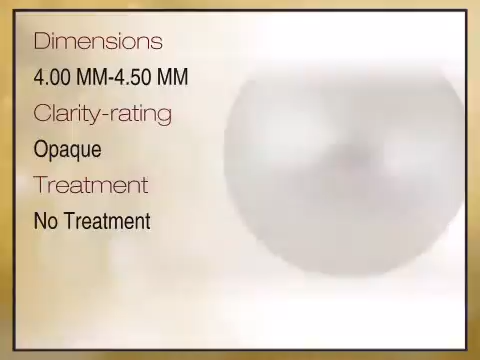 Dimensions
4.00 MM-4.50 MM
Clarity-rating
Opaque
Treatment
No Treatment